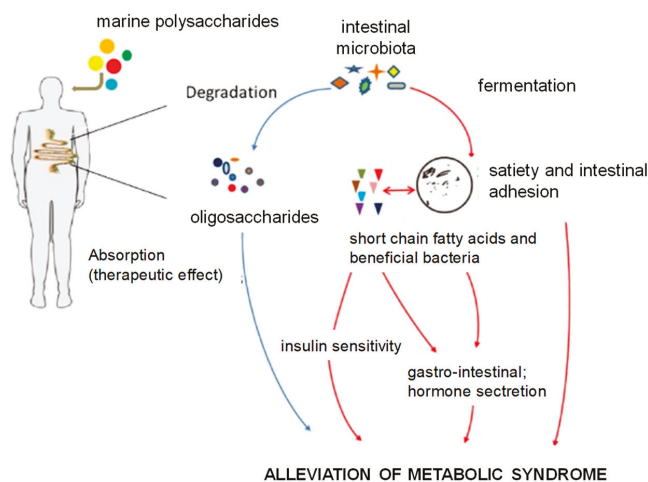 marine polysaccharides
intestinal
microbiota
Degradation
fermentation
oligosaccharides
satiety and intestinal
adhesion
short chain fatty acids and
beneficial bacteria
Absorption
(therapeutic effect)
;
insulin sensitivity
gastro-intestinal;
hormone sectretion
ALLEVIATION OF METABOLIC SYNDROME